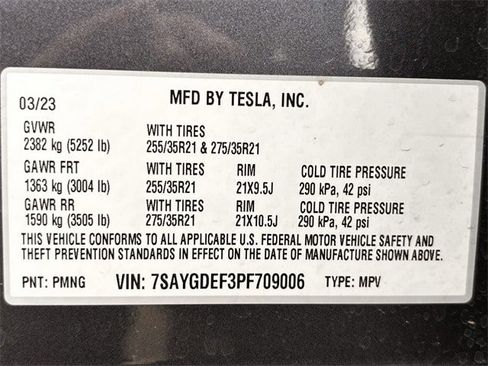 03/23 MFD BY TESLA, INC.
GVWR WITH TIRES
2382 kg (5252 lb) 255/35R21 & 275/35R21
GAWR FRT WITH TIRES RIM COLD TIRE PRESSURE
1363 kg (3004 lb) 255/35R21 21X9.5J 290 kPa, 42 psi
GAWR RR WITH TIRES RIM COLD TIRE PRESSURE
1590 kg (3505 lb) 275/35R21 21X10.5J 290 kPa, 42 psi
THIS VEHICLE CONFORMS TO ALL APPLICABLE U.S. FEDERAL MOTOR VEHICLE SAFETY AND
THEFT PREVENTION STANDARDS IN EFFECT ON THE DATE OF MANUFACTURE SHOWN ABOVE.
PNT: PMNG VIN: 7SAYGDEF3PF709006 TYPE: MPV